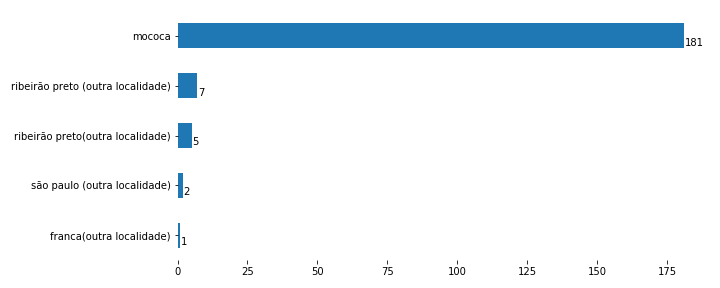 mococa
181
ribeirão preto (outra localidade)
7
ribeirão preto(outra localidade)
5
são paulo (outra localidade)
2
franca(outra localidade)
1
0 25 50 75 100 125 150 175